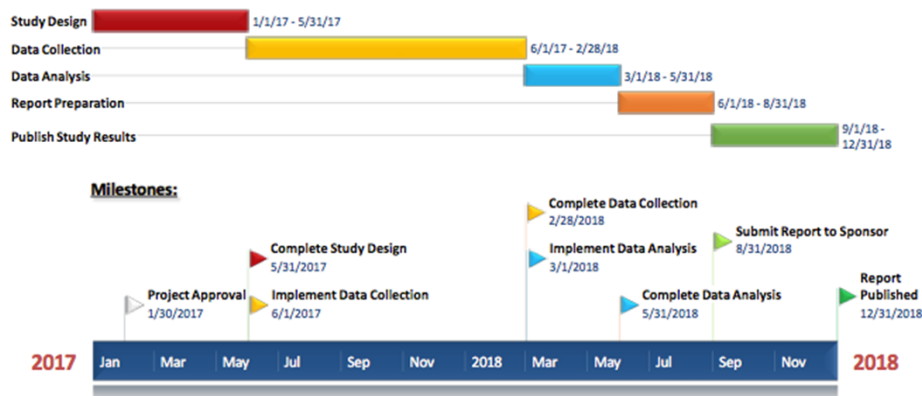 Study Design
1/1/17 - 5/31/17
Data Collection
6/1/17 - 2/28/18
Data Analysis
3/1/18 - 5/31/18
Report Preparation
6/1/18 - 8/31/18
Publish Study Results
9/1/18 -
12/31/18
Milestones:
Complete Data Collection
2/28/2018
Submit Report to Sponsor
8/31/2018
Complete Study Design
5/31/2017
Implement Data Analysis
3/1/2018
Report
Published
12/31/2018
Project Approval
1/30/2017
Implement Data Collection
6/1/2017
Complete Data Analysis
5/31/2018
2017 Jan Mar May Jul Sep Nov 2018 Mar May Jul Sep Nov 2018